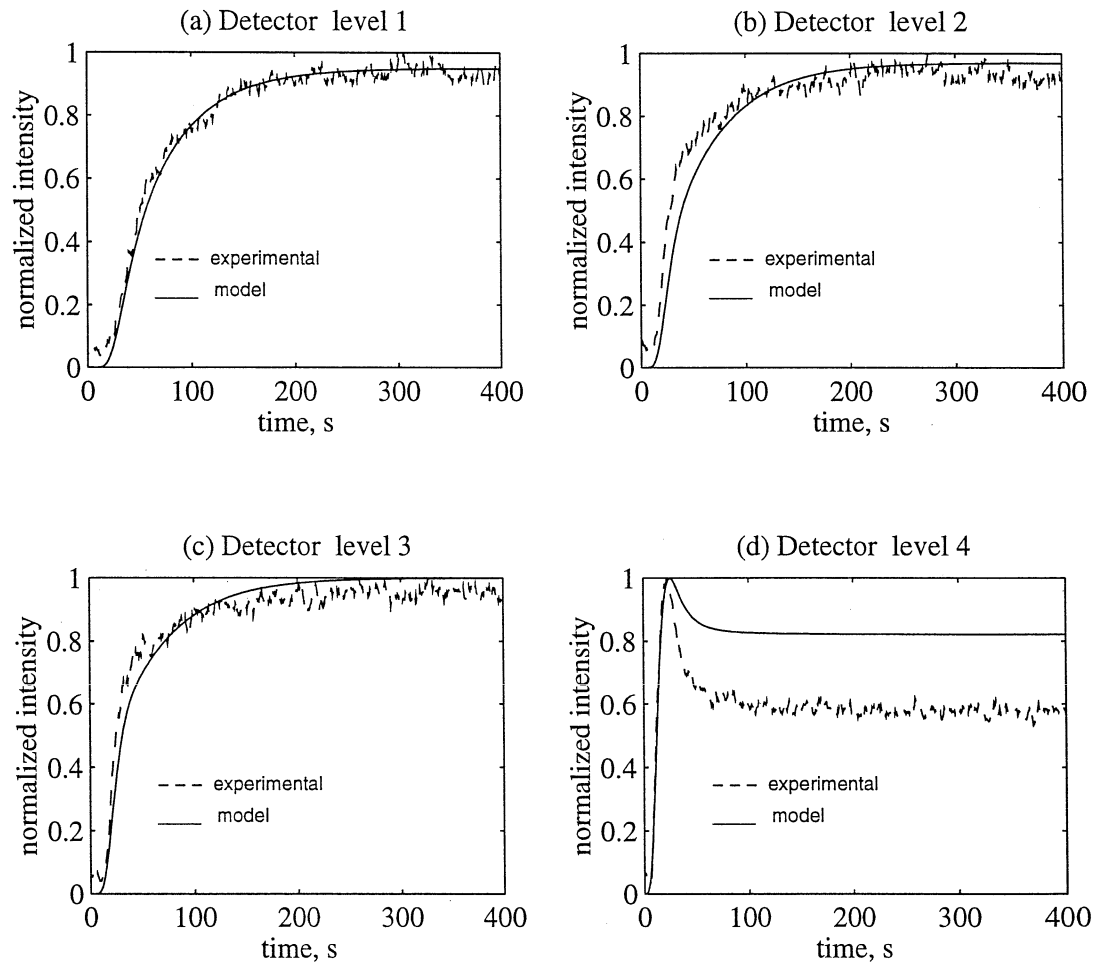 (a) Detector level 1
1
0.8
0.6
0.4
0.2
0
normalized intensity
experimental
model
0 100 200 300 400
time, s
(b) Detector level 2
1
0.8
0.6
0.4
0.2
0
normalized intensity
experimental
model
0 100 200 300 400
time, s
(c) Detector level 3
1
0.8
0.6
0.4
0.2
0
normalized intensity
experimental
model
0 100 200 300 400
time, s
(d) Detector level 4
1
0.8
0.6
0.4
0.2
0
normalized intensity
experimental
model
0 100 200 300 400
time, s